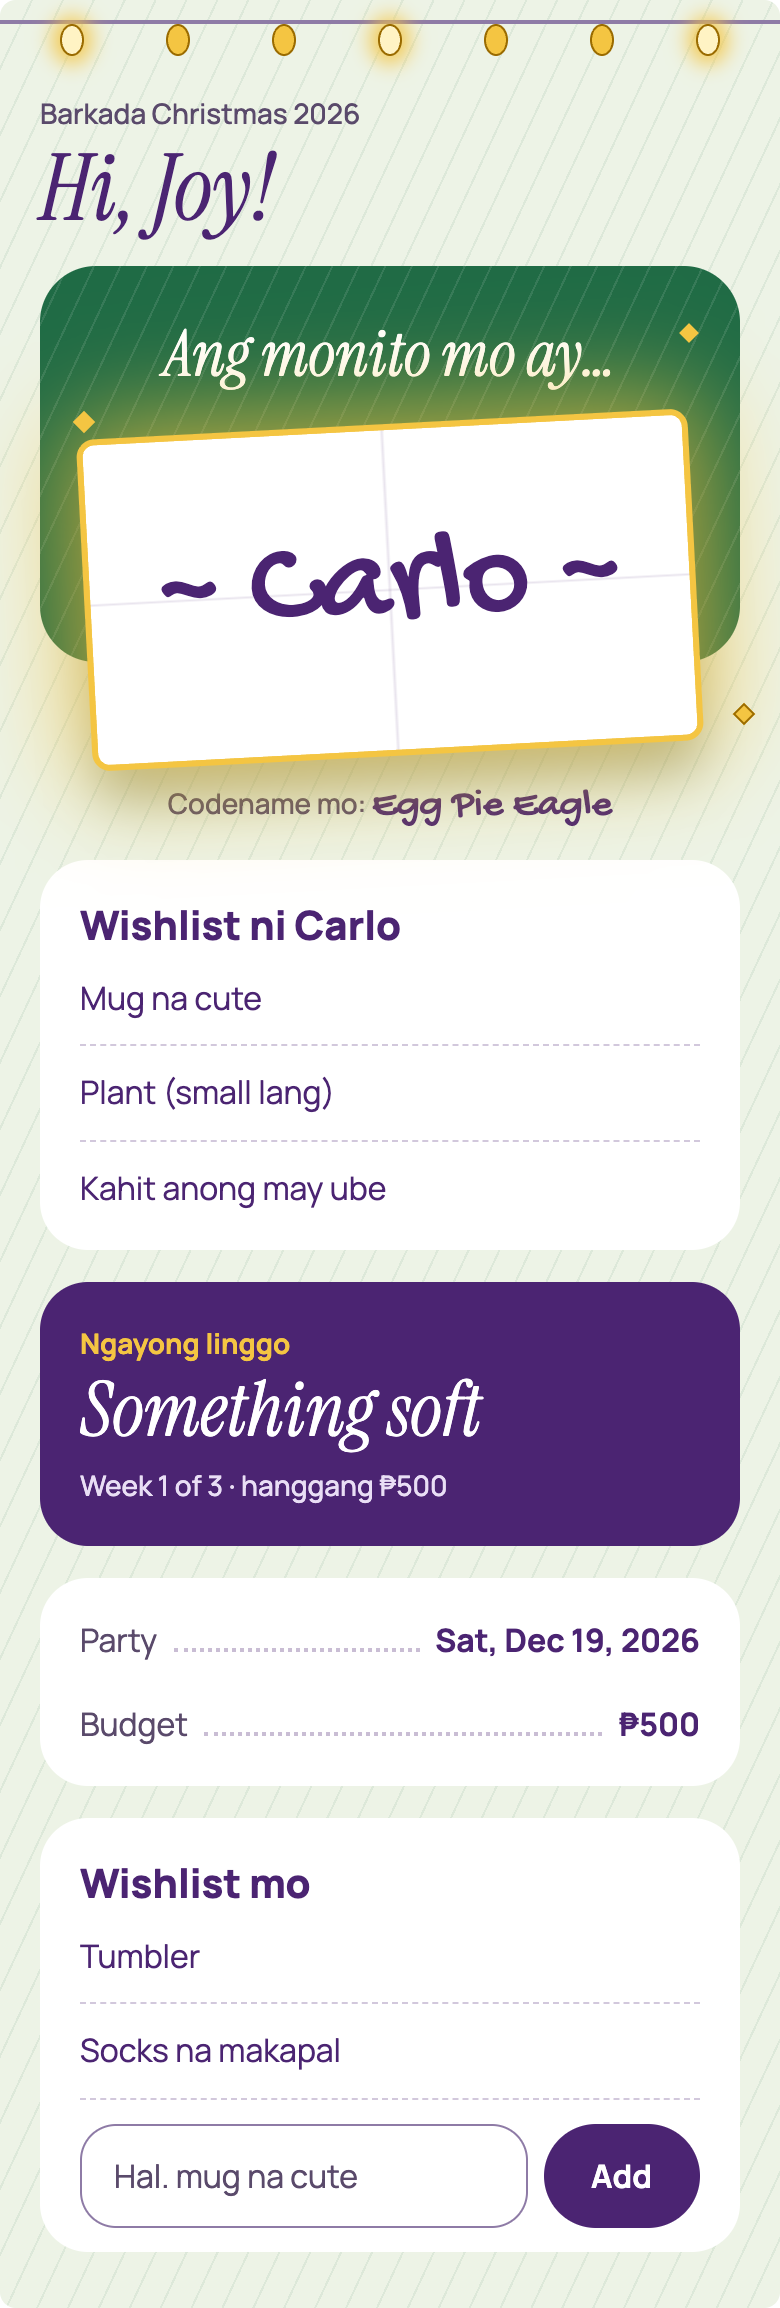 Barkada Christmas 2026
Hi, Joy!
Ang monito mo ay...
~ Carlo ~
Codename mo: Egg Pie Eagle
Wishlist ni Carlo
Mug na cute
Plant (small lang)
Kahit anong may ube
Ngayong linggo
Something soft
Week 1 of 3 · hanggang ₱500
Party Sat, Dec 19, 2026
Budget ₱500
Wishlist mo
Tumbler
Socks na makapal
Hal. mug na cute Add